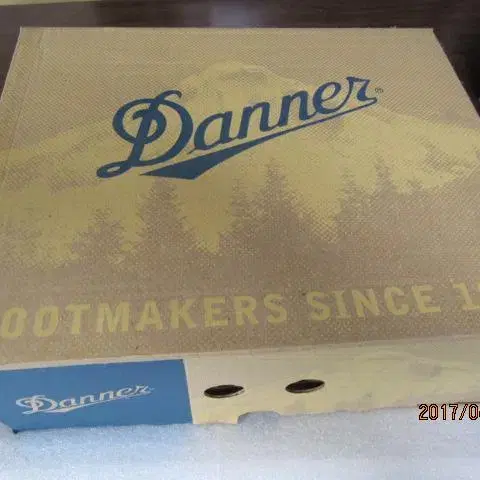 Danner®
OOTMAKERS SINCE 1
Danner
2017/0